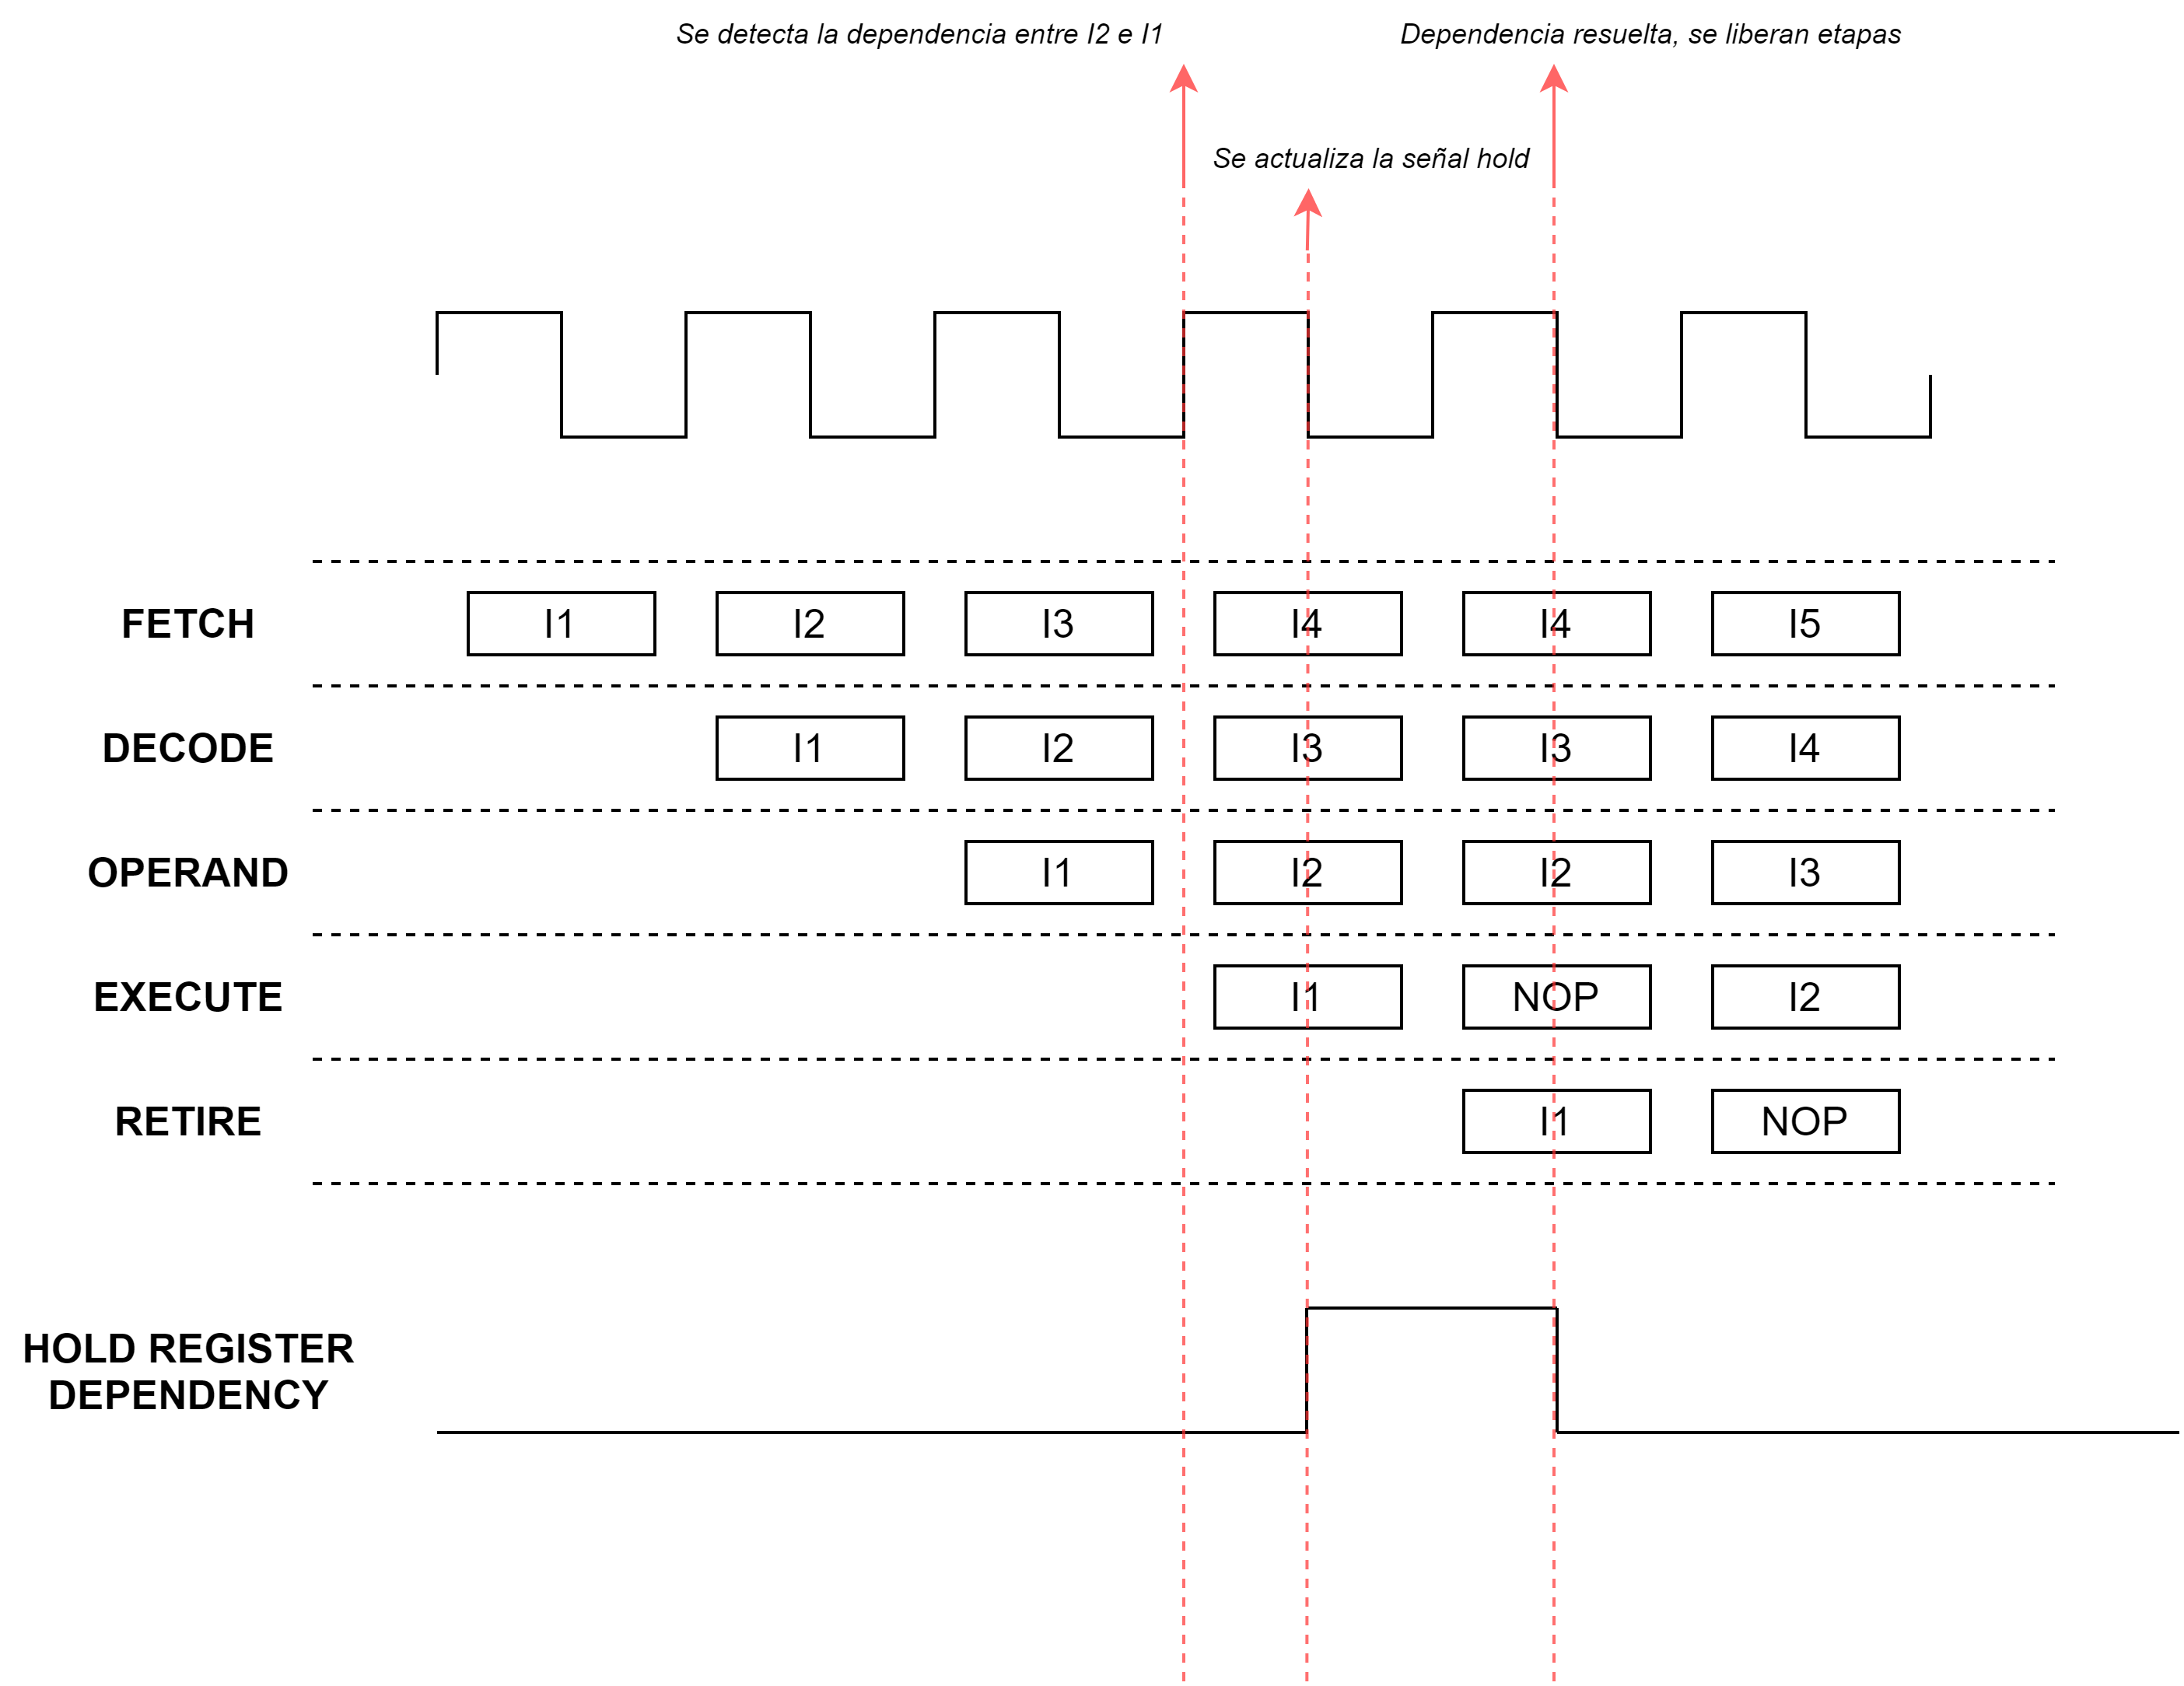 Se detecta la dependencia entre I2 e I1
Dependencia resuelta, se liberan etapas
Se actualiza la señal hold
FETCH
I1
I2
I3
I4
I4
I5
DECODE
I1
I2
I3
I3
I4
OPERAND
I1
I2
I2
I3
EXECUTE
I1
NOP
I2
RETIRE
I1
NOP
HOLD REGISTER
DEPENDENCY